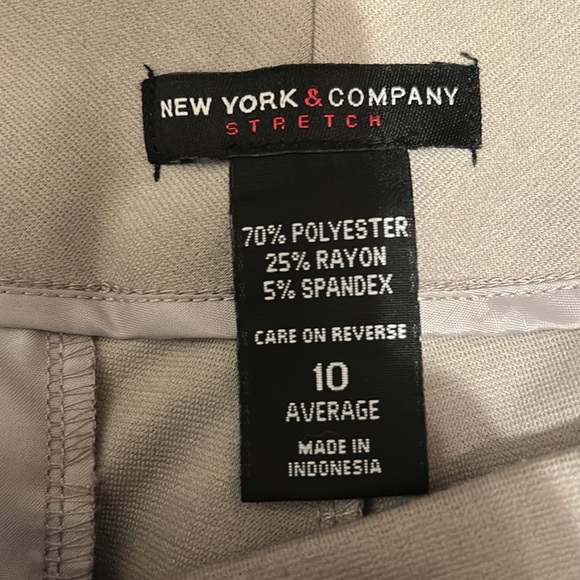 NEW YORK & COMPANY
STRETCH
70% POLYESTER
25% RAYON
5% SPANDEX
CARE ON REVERSE
10
AVERAGE
MADE IN
INDONESIA